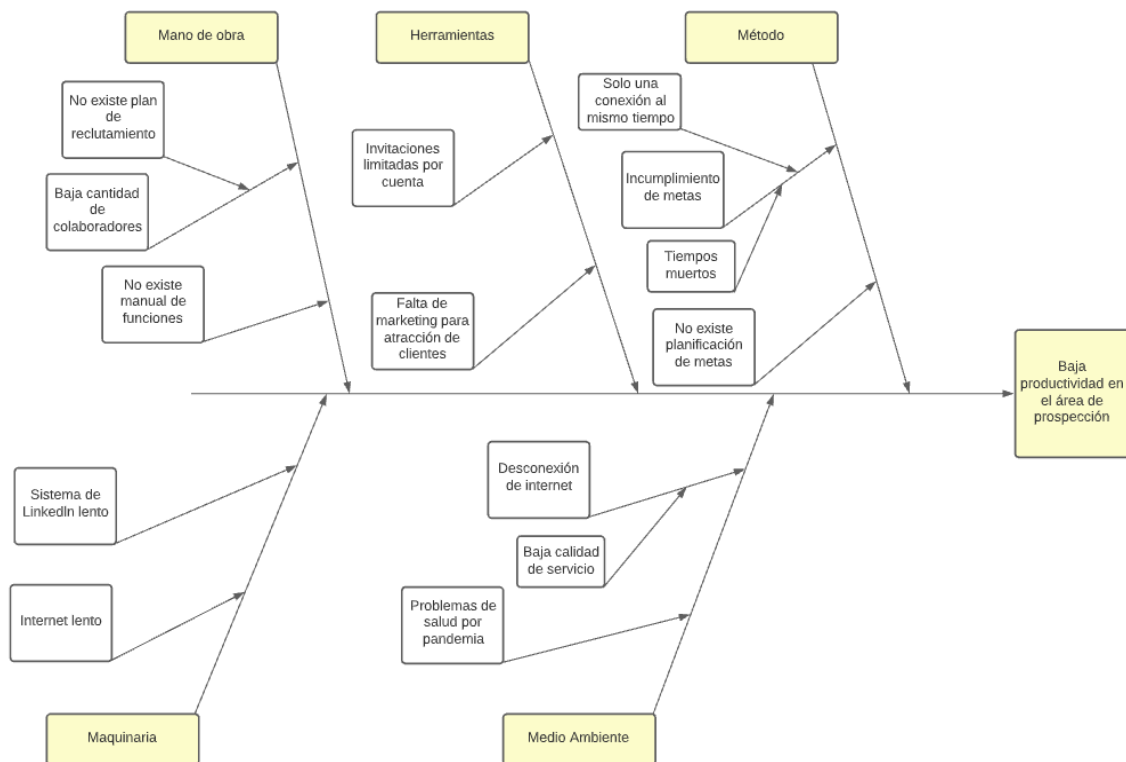 Mano de obra
Herramientas
Método
No existe plan
de
reclutamiento
Baja cantidad
de
colaboradores
No existe
manual de
funciones
Invitaciones
limitadas por
cuenta
Falta de
marketing para
atracción de
clientes
Solo una
conexión al
mismo tiempo
Incumplimiento
de metas
Tiempos
muertos
No existe
planificación
de metas
Baja
productividad en
el área de
prospección
Sistema de
LinkedIn lento
Internet lento
Desconexión
de internet
Baja calidad
de servicio
Problemas de
salud por
pandemia
Maquinaria
Medio Ambiente